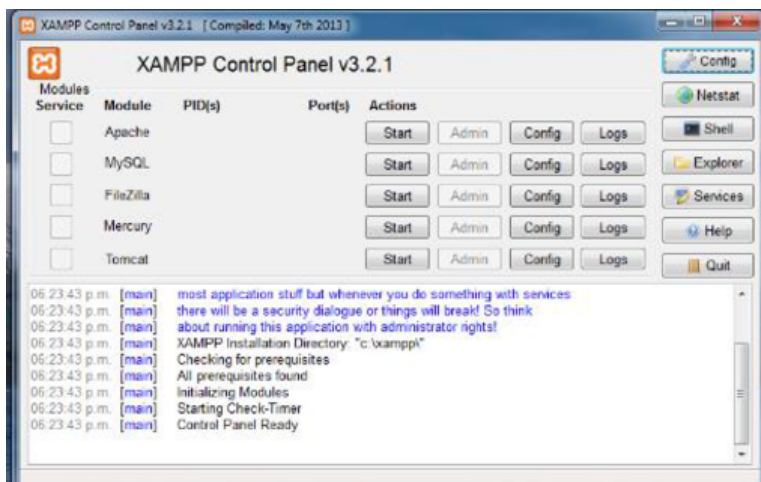 XAMPP Control Panel v3.2.1 [ Compiled: May 7th 2013 ]
XAMPP Control Panel v3.2.1
Config
Modules
Service Module PID(s) Port(s) Actions
Netstat
Apache Start Admin Config Logs
Shell
MySQL Start Admin Config Logs
Explorer
FileZilla Start Admin Config Logs
Services
Mercury Start Admin Config Logs
Help
Tomcat Start Admin Config Logs
Quit
06:23:43 p.m. [main] most application stuff but whenever you do something with services
06:23:43 p.m. [main] there will be a security dialogue or things will break! So think
06:23:43 p.m. [main] about running this application with administrator rights!
06:23:43 p.m. [main] XAMPP Installation Directory: "c:\xampp\"
06:23:43 p.m. [main] Checking for prerequisites
06:23:43 p.m. [main] All prerequisites found
06:23:43 p.m. [main] Initializing Modules
06:23:43 p.m. [main] Starting Check-Timer
06:23:43 p.m. [main] Control Panel Ready